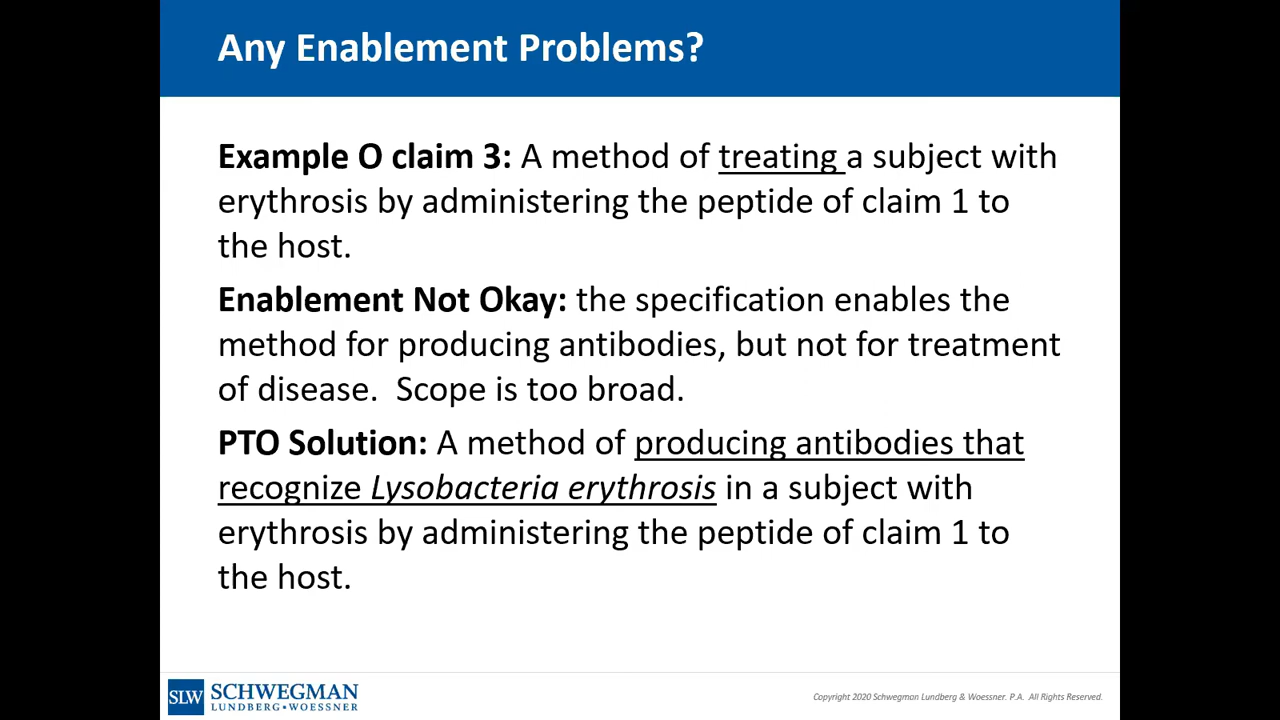 Any Enablement Problems?
Example O claim 3: A method of treating a subject with
erythrosis by administering the peptide of claim 1 to
the host.
Enablement Not Okay: the specification enables the
method for producing antibodies, but not for treatment
of disease.  Scope is too broad.
PTO Solution: A method of producing antibodies that
recognize Lysobacteria erythrosis in a subject with
erythrosis by administering the peptide of claim 1 to
the host.
SLW SCHWEGMAN
LUNDBERG • WOESSNER
Copyright 2020 Schwegman Lundberg & Woessner. P.A. All Rights Reserved.